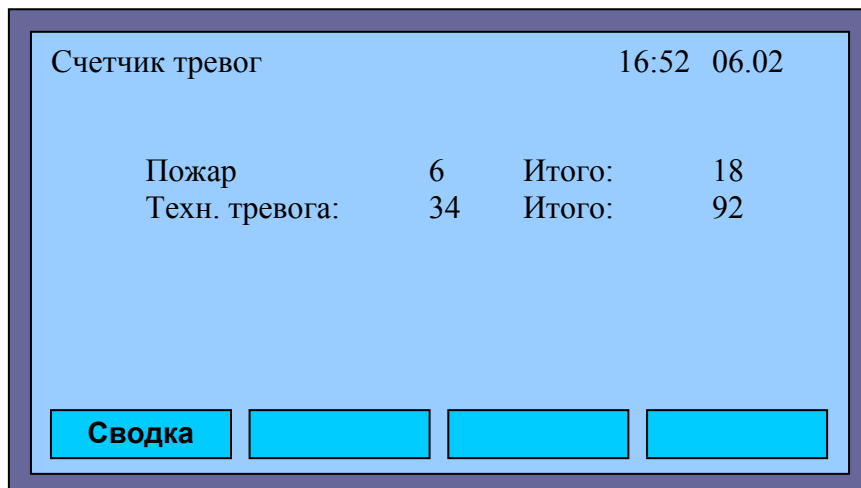 Счетчик тревог 16:52 06.02
Пожар 6 Итого: 18
Техн. тревога: 34 Итого: 92
Сводка